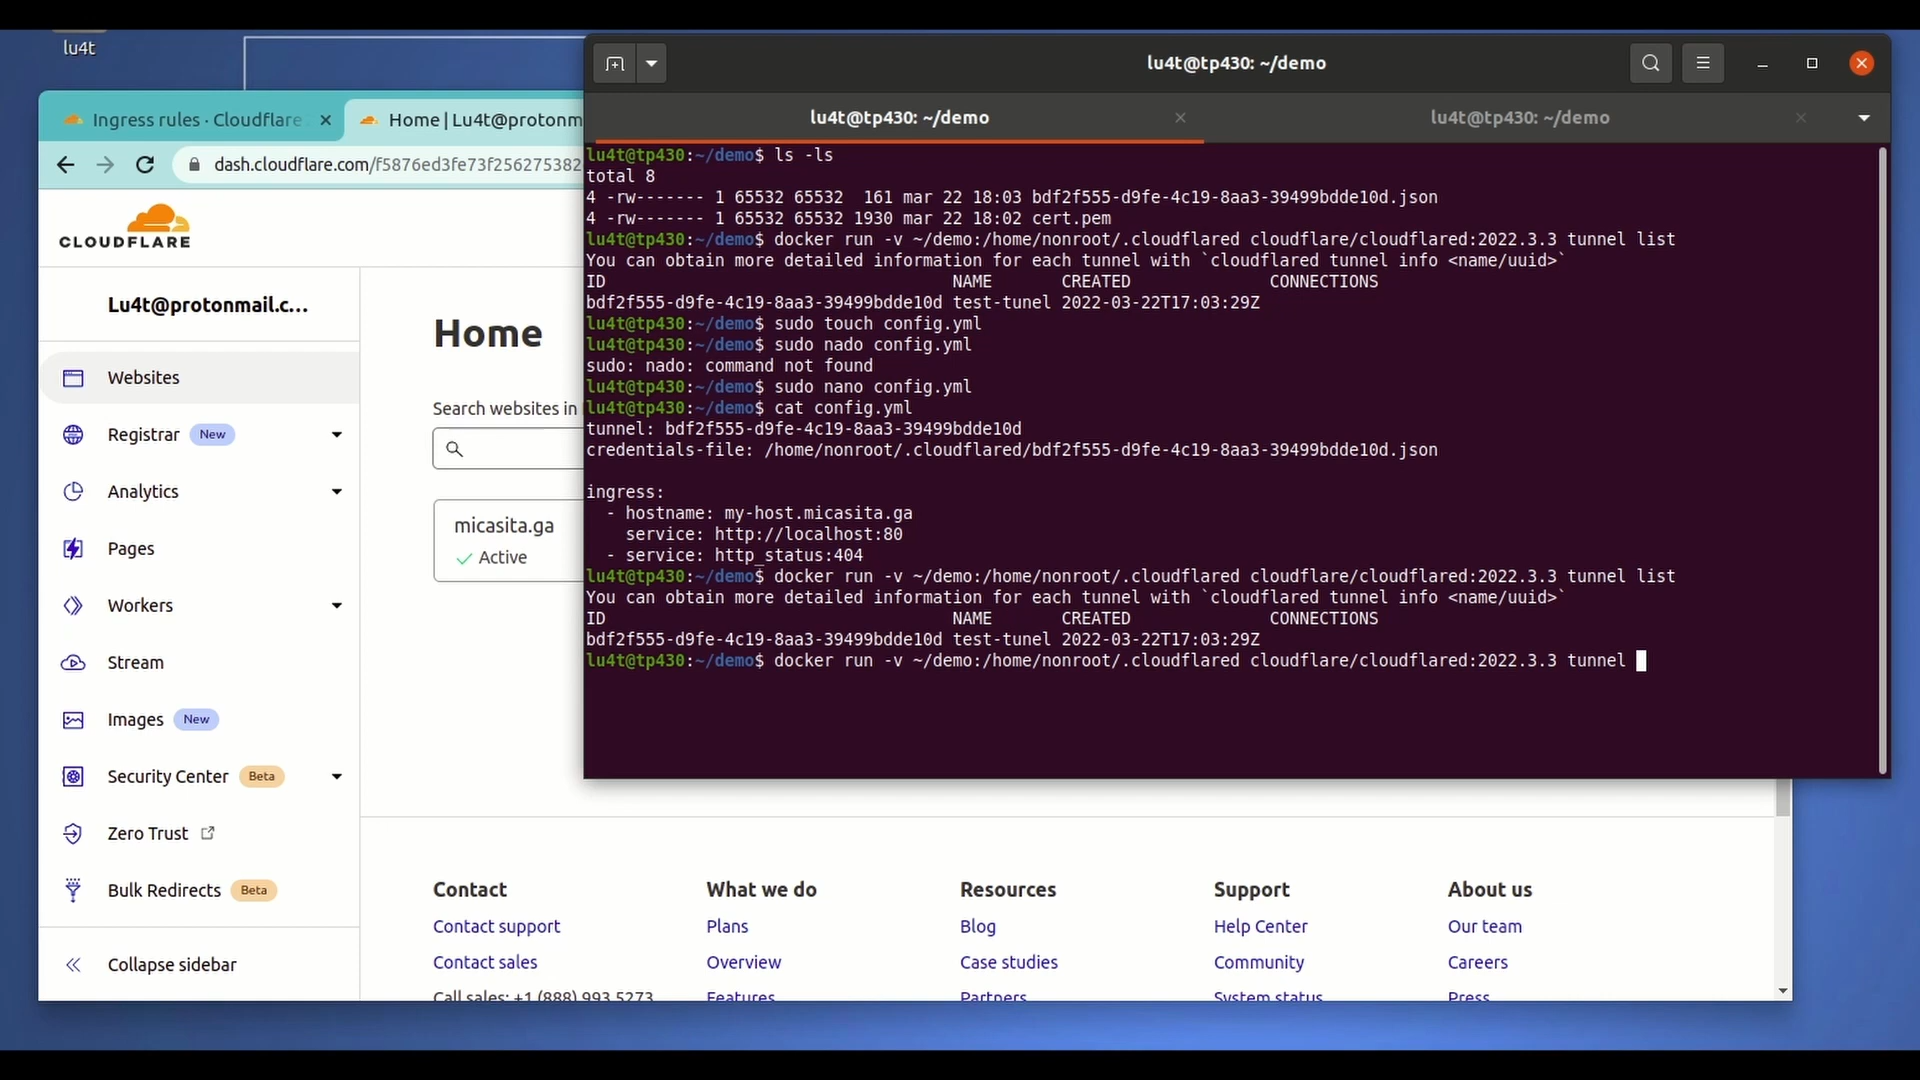 lu4t
lu4t@tp430: ~/demo
Ingress rules · Cloudflare
Home | Lu4t@protonm
lu4t@tp430: ~/demo
lu4t@tp430: ~/demo
dash.cloudflare.com/f5876ed3fe73f256275382
CLOUDFLARE
Lu4t@protonmail.c...
Websites
Registrar New
Analytics
Pages
Workers
Stream
Images New
Security Center Beta
Zero Trust
Bulk Redirects Beta
Collapse sidebar
Home
Search websites in
micasita.ga
Active
lu4t@tp430:~/demo$ ls -ls
total 8
4 -rw------- 1 65532 65532  161 mar 22 18:03 bdf2f555-d9fe-4c19-8aa3-39499bdde10d.json
4 -rw------- 1 65532 65532 1930 mar 22 18:02 cert.pem
lu4t@tp430:~/demo$ docker run -v ~/demo:/home/nonroot/.cloudflared cloudflare/cloudflared:2022.3.3 tunnel list
You can obtain more detailed information for each tunnel with `cloudflared tunnel info <name/uuid>`
ID NAME CREATED CONNECTIONS
bdf2f555-d9fe-4c19-8aa3-39499bdde10d test-tunel 2022-03-22T17:03:29Z
lu4t@tp430:~/demo$ sudo touch config.yml
lu4t@tp430:~/demo$ sudo nado config.yml
sudo: nado: command not found
lu4t@tp430:~/demo$ sudo nano config.yml
lu4t@tp430:~/demo$ cat config.yml
tunnel: bdf2f555-d9fe-4c19-8aa3-39499bdde10d
credentials-file: /home/nonroot/.cloudflared/bdf2f555-d9fe-4c19-8aa3-39499bdde10d.json
ingress:
- hostname: my-host.micasita.ga
service: http://localhost:80
- service: http_status:404
lu4t@tp430:~/demo$ docker run -v ~/demo:/home/nonroot/.cloudflared cloudflare/cloudflared:2022.3.3 tunnel list
You can obtain more detailed information for each tunnel with `cloudflared tunnel info <name/uuid>`
ID NAME CREATED CONNECTIONS
bdf2f555-d9fe-4c19-8aa3-39499bdde10d test-tunel 2022-03-22T17:03:29Z
lu4t@tp430:~/demo$ docker run -v ~/demo:/home/nonroot/.cloudflared cloudflare/cloudflared:2022.3.3 tunnel
Contact
Contact support
Contact sales
Call sales: +1 (888) 993 5273
What we do
Plans
Overview
Features
Resources
Blog
Case studies
Partners
Support
Help Center
Community
System status
About us
Our team
Careers
Press